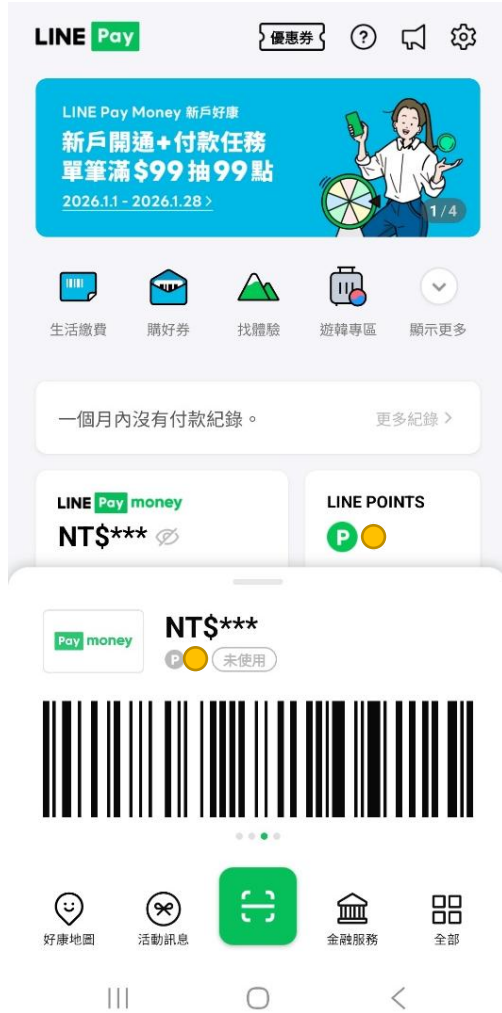 LINE Pay
優惠券
?
LINE Pay Money 新戶好康
新戶開通+付款任務
單筆滿$99抽99點
2026.1.1 - 2026.1.28 >
1/4
生活繳費 購好券 找體驗 遊韓專區 顯示更多
一個月內沒有付款紀錄。 更多紀錄 >
LINE Pay money
NT$***
LINE POINTS
P
Pay money
NT$***
P 未使用
好康地圖 活動訊息 金融服務 全部